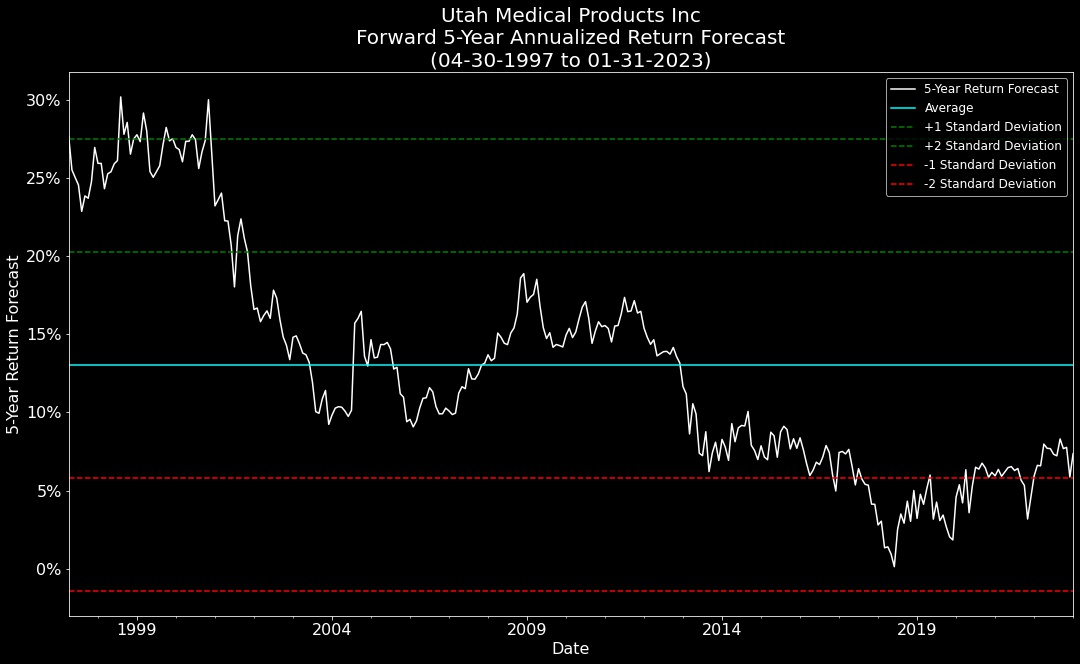 Utah Medical Products Inc
Forward 5-Year Annualized Return Forecast
(04-30-1997 to 01-31-2023)
5-Year Return Forecast
Average
+1 Standard Deviation
+2 Standard Deviation
-1 Standard Deviation
-2 Standard Deviation
5-Year Return Forecast
30%
25%
20%
15%
10%
5%
0%
1999
2004
2009
2014
2019
Date